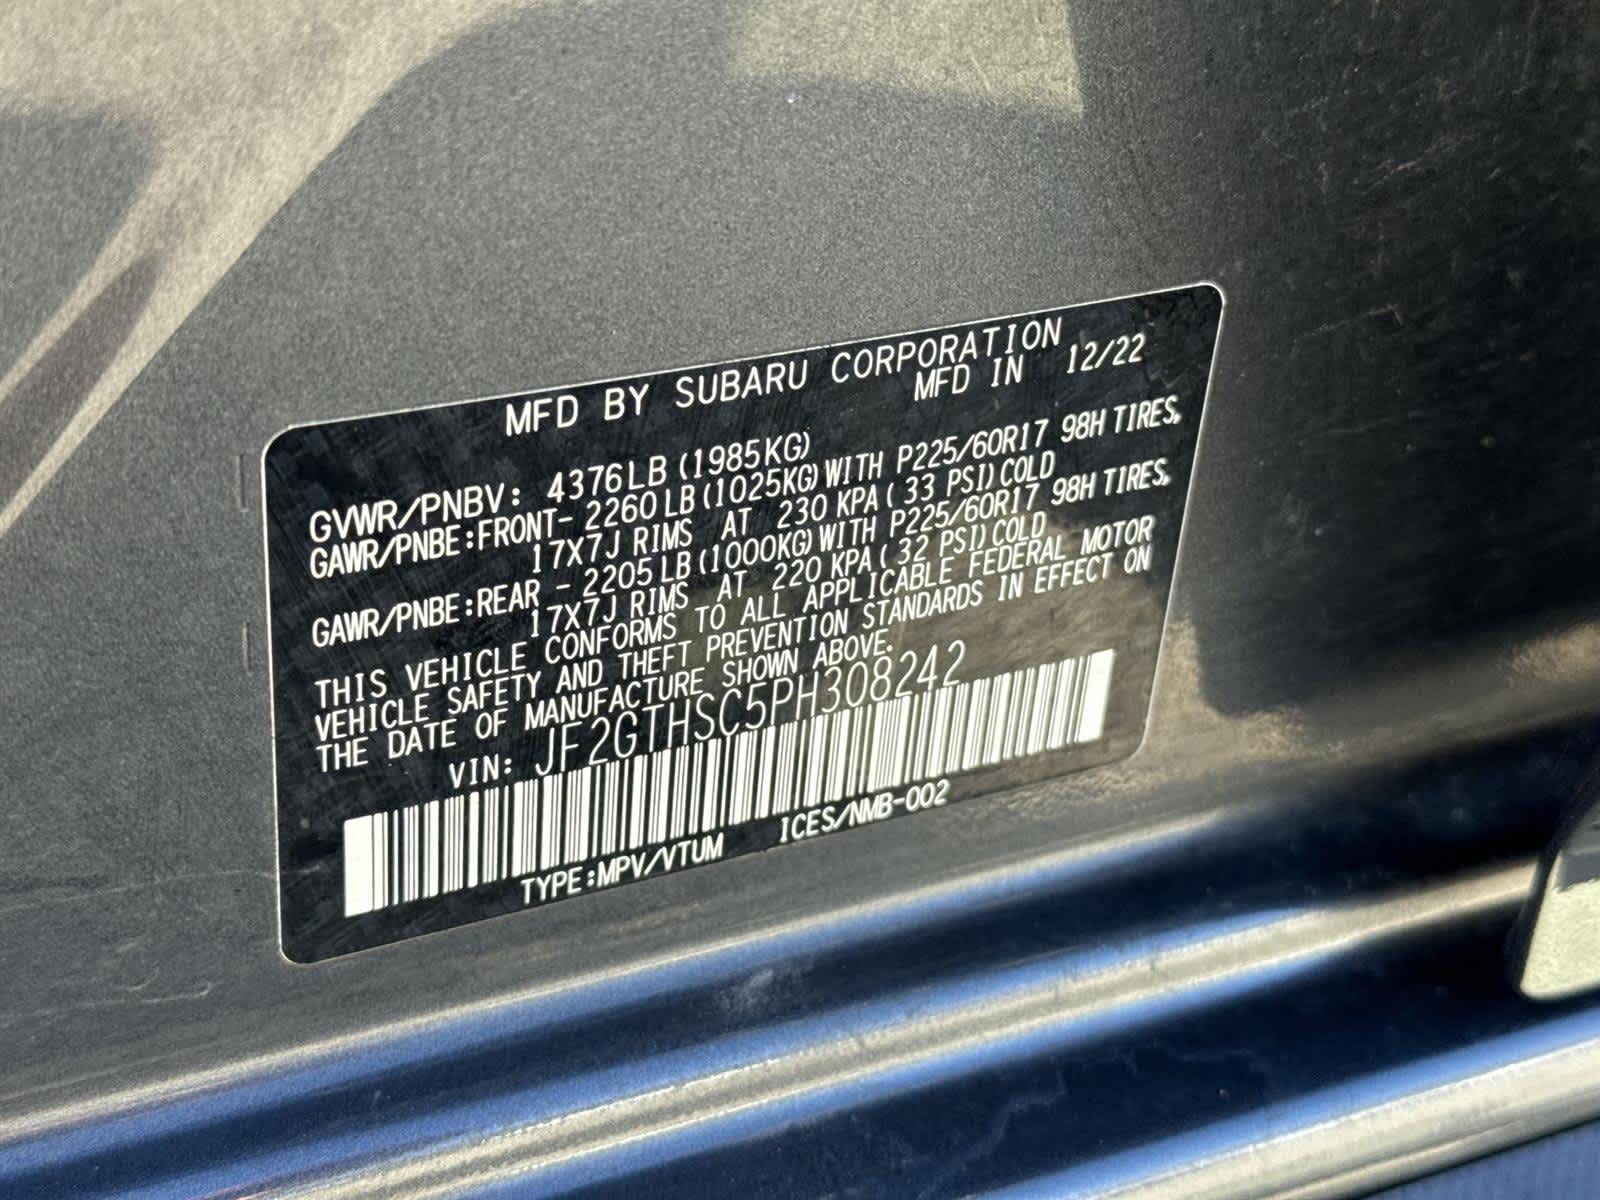 MFD BY SUBARU CORPORATION
MFD IN 12/22
GVWR/PNBV: 4376LB(1985KG)
GAWR/PNBE:FRONT- 2260LB(1025KG)WITH P225/60R17 98H TIRES,
17X7J RIMS AT 230 KPA( 33 PSI)COLD
GAWR/PNBE:REAR - 2205LB(1000KG)WITH P225/60R17 98H TIRES,
17X7J RIMS AT 220 KPA( 32 PSI)COLD
THIS VEHICLE CONFORMS TO ALL APPLICABLE FEDERAL MOTOR
VEHICLE SAFETY AND THEFT PREVENTION STANDARDS IN EFFECT ON
THE DATE OF MANUFACTURE SHOWN ABOVE.
VIN: JF2GTHSC5PH308242
TYPE:MPV/VTUM ICES/NMB-002